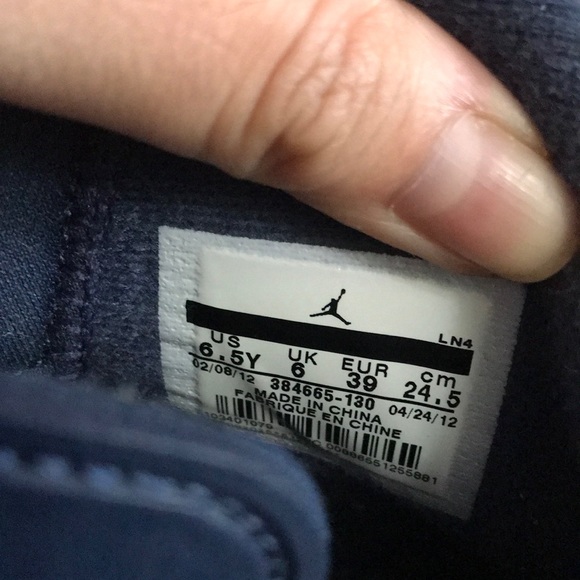 LN4
US UK EUR cm
6.5Y 6 39 24.5
02/08/12 384665-130 04/24/12
MADE IN CHINA
FABRIQUE EN CHINE